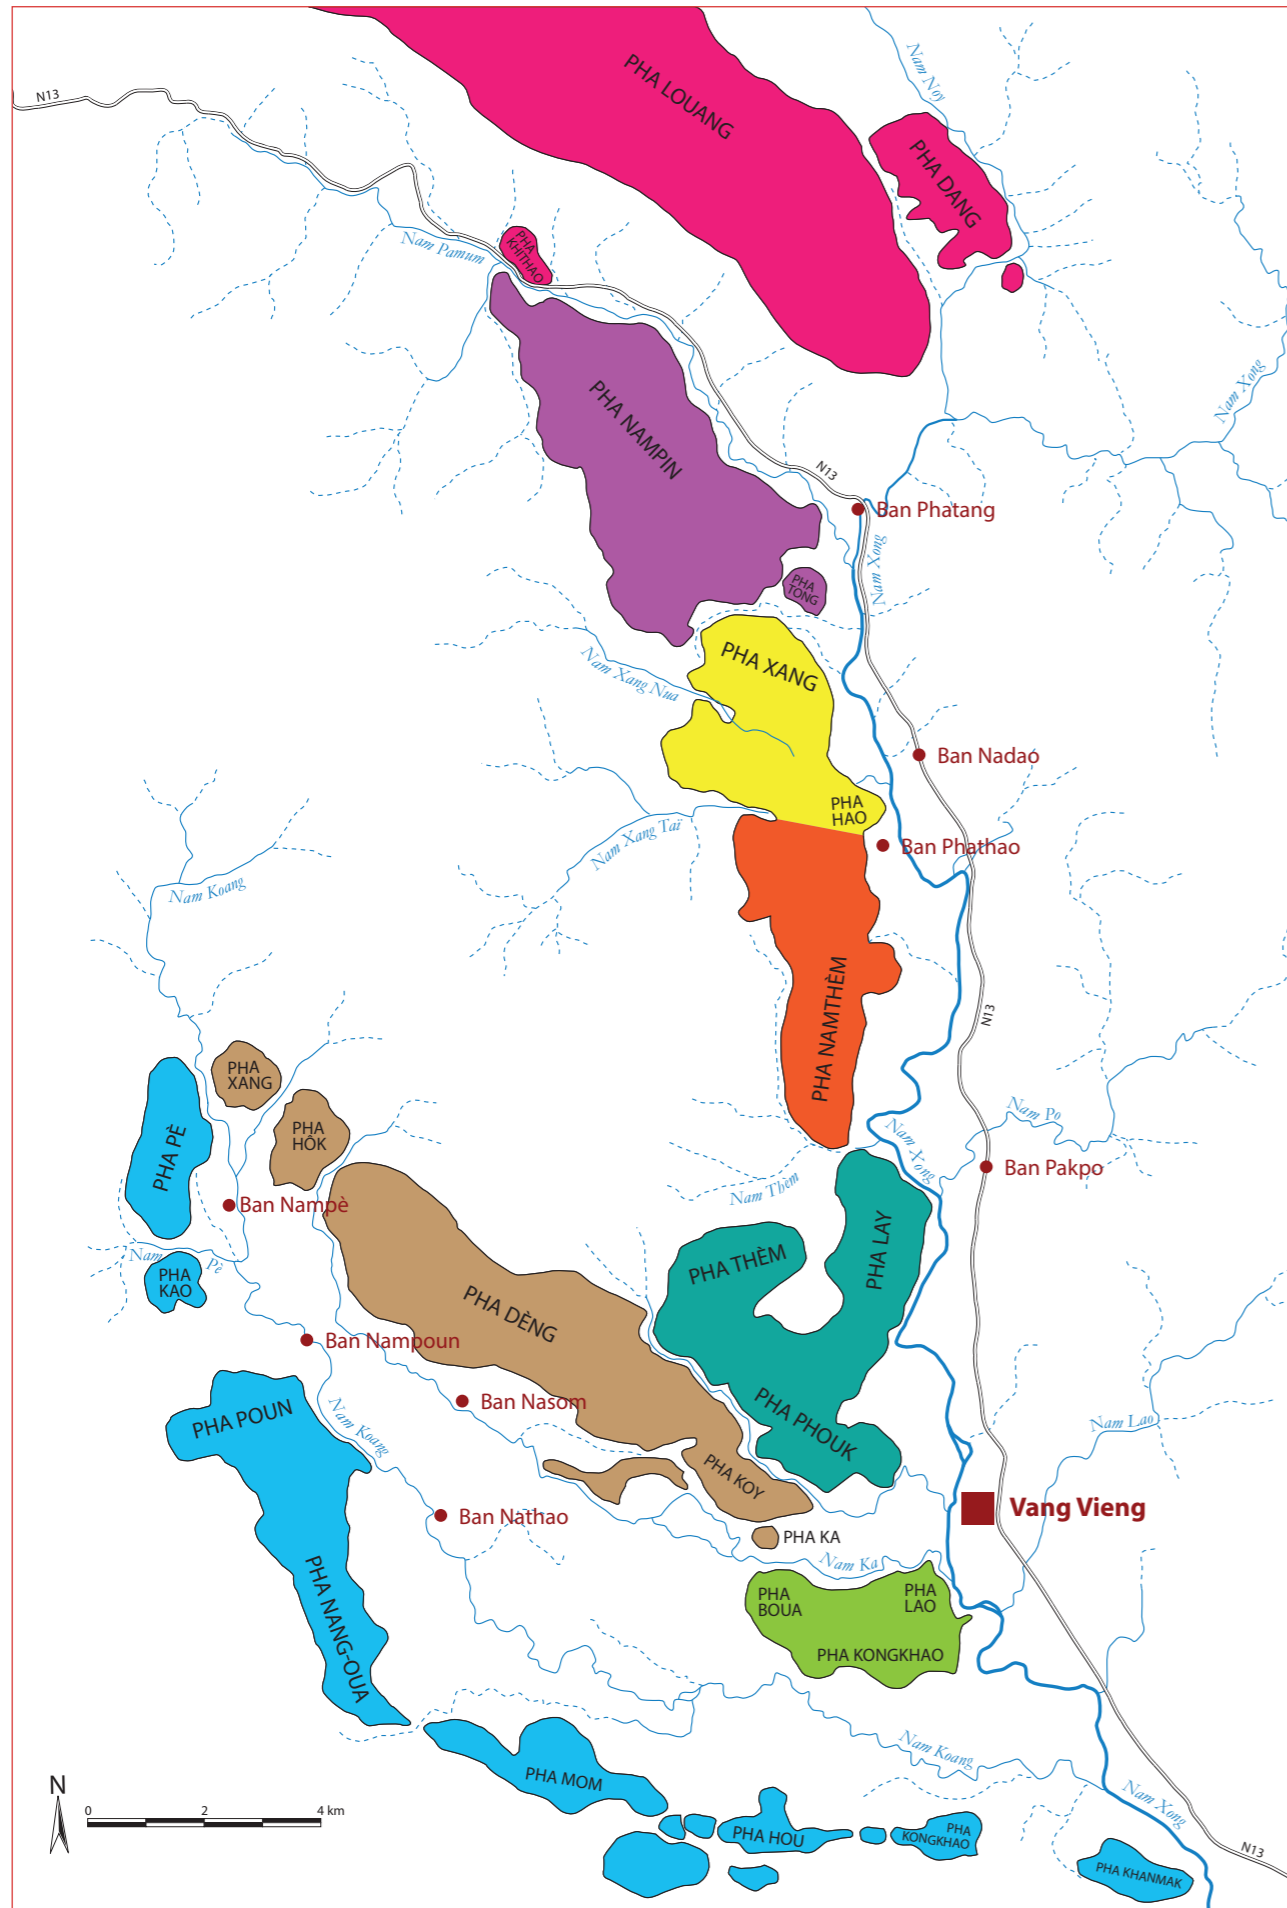 N13
PHA LOUANG
Nam Noy
PHA DANG
Nam Pamum
PHA
KHITHAO
Nam Xong
PHA NAMPIN
N13
Ban Phatang
Nam Xong
PHA
TONG
PHA XANG
Nam Xang Nua
Ban Nadao
PHA
HAO
Nam Xang Taï
Ban Phathao
Nam Koang
PHA NAMTHÈM
N13
PHA
XANG
PHA
HÔK
PHA PÈ
Nam Po
Nam Xong
Ban Pakpo
Nam Thèm
Ban Nampè
PHA LAY
PHA THÈM
Nam Pè
PHA
KAO
PHA DÈNG
Ban Nampoun
Ban Nasom
PHA POUN
Nam Koang
PHA PHOUK
Nam Lao
PHA KOY
Vang Vieng
Ban Nathao
PHA KA
Nam Ka
PHA
BOUA
PHA
LAO
PHA NANG-OUA
PHA KONGKHAO
Nam Koang
PHA MOM
N
0 2 4 km
Nam Xong
PHA HOU
PHA
KONGKHAO
N13
PHA KHANMAK